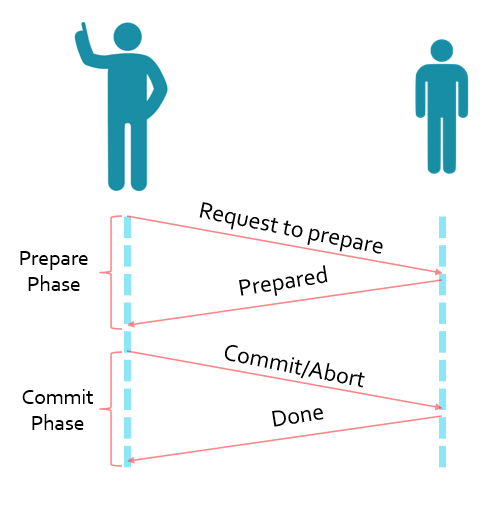 Request to prepare
Prepare
Phase
Prepared
Commit/Abort
Commit
Phase
Done